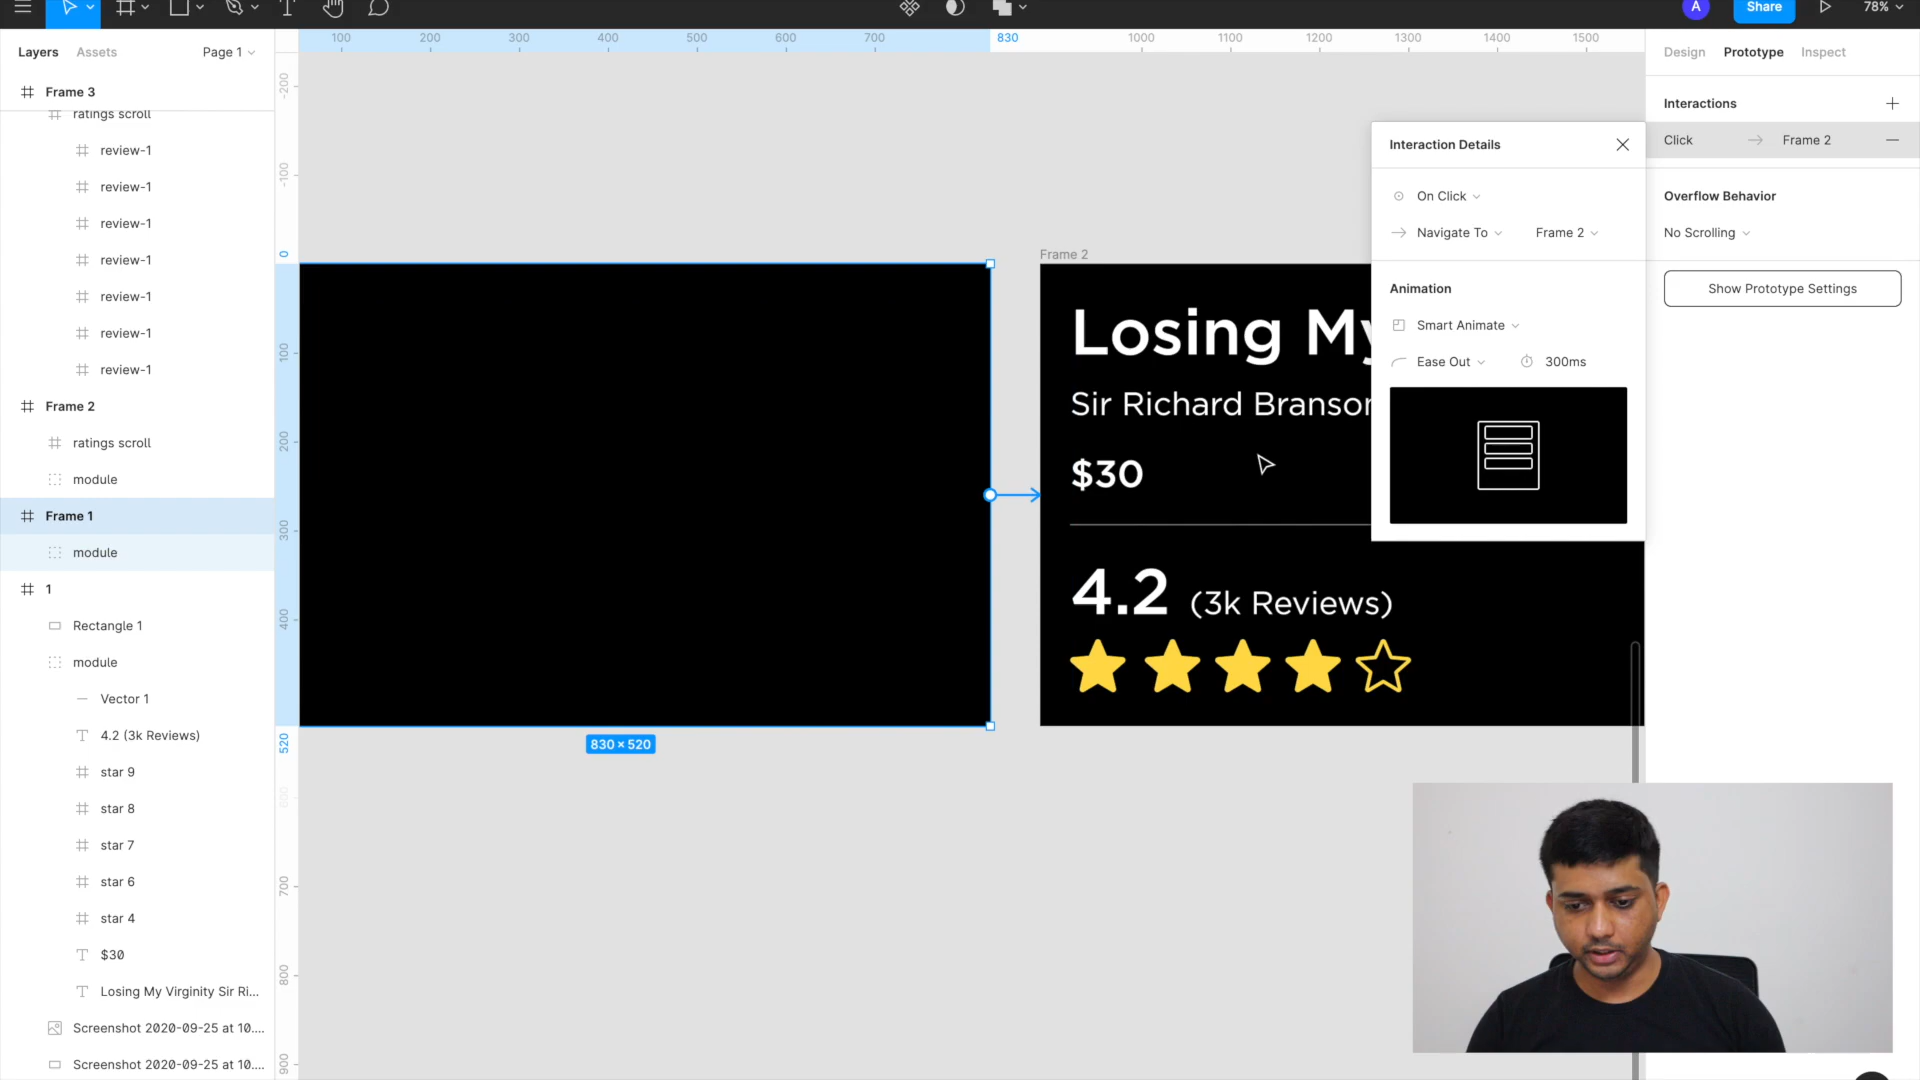 A
Share
78%
Layers
Assets
Page 1
Frame 3
ratings scroll
review-1
review-1
review-1
review-1
review-1
review-1
review-1
Frame 2
ratings scroll
module
Frame 1
module
1
Rectangle 1
module
Vector 1
4.2 (3k Reviews)
star 9
star 8
star 7
star 6
star 4
$30
Losing My Virginity Sir Ri...
Screenshot 2020-09-25 at 10....
Screenshot 2020-09-25 at 10....
100
200
300
400
500
600
700
830
1000
1100
1200
1300
1400
1500
-200
-100
0
100
200
300
400
520
600
700
800
900
830 × 520
Frame 2
Losing My
Sir Richard Branson
$30
4.2 (3k Reviews)
Interaction Details
On Click
Navigate To
Frame 2
Animation
Smart Animate
Ease Out
300ms
Design
Prototype
Inspect
Interactions
Click
Frame 2
Overflow Behavior
No Scrolling
Show Prototype Settings